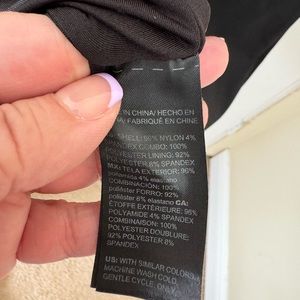 IN CHINA/ HECHO EN
/ FABRIQUÉ EN CHINE
SHELL: 96% NYLON 4%
SPANDEX COMBO: 100%
POLYESTER LINING: 92%
POLYESTER 8% SPANDEX
MX: TELA EXTERIOR: 96%
poliamida 4% elastano
COMBINACIÓN: 100%
poliéster FORRO: 92%
poliéster 8% elastano CA:
ÉTOFFE EXTÉRIEURE: 96%
POLYAMIDE 4% SPANDEX
COMBINAISON: 100%
POLYESTER DOUBLURE:
92% POLYESTER 8%
SPANDEX
US: WITH SIMILAR COLORS
MACHINE WASH COLD,
GENTLE CYCLE, ONLY